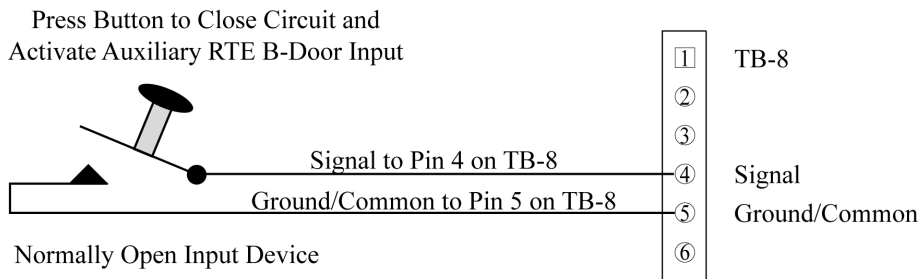 Press Button to Close Circuit and
Activate Auxiliary RTE B-Door Input
1 TB-8
2
3
Signal to Pin 4 on TB-8 4 Signal
Ground/Common to Pin 5 on TB-8 5 Ground/Common
Normally Open Input Device 6